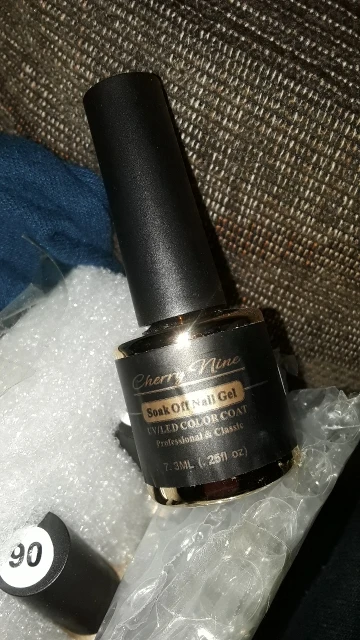 Cherry Nine
Soak Off Nail Gel
UV/LED COLOR COAT
Professional & Classic
7.3ML (.25fl oz)
90